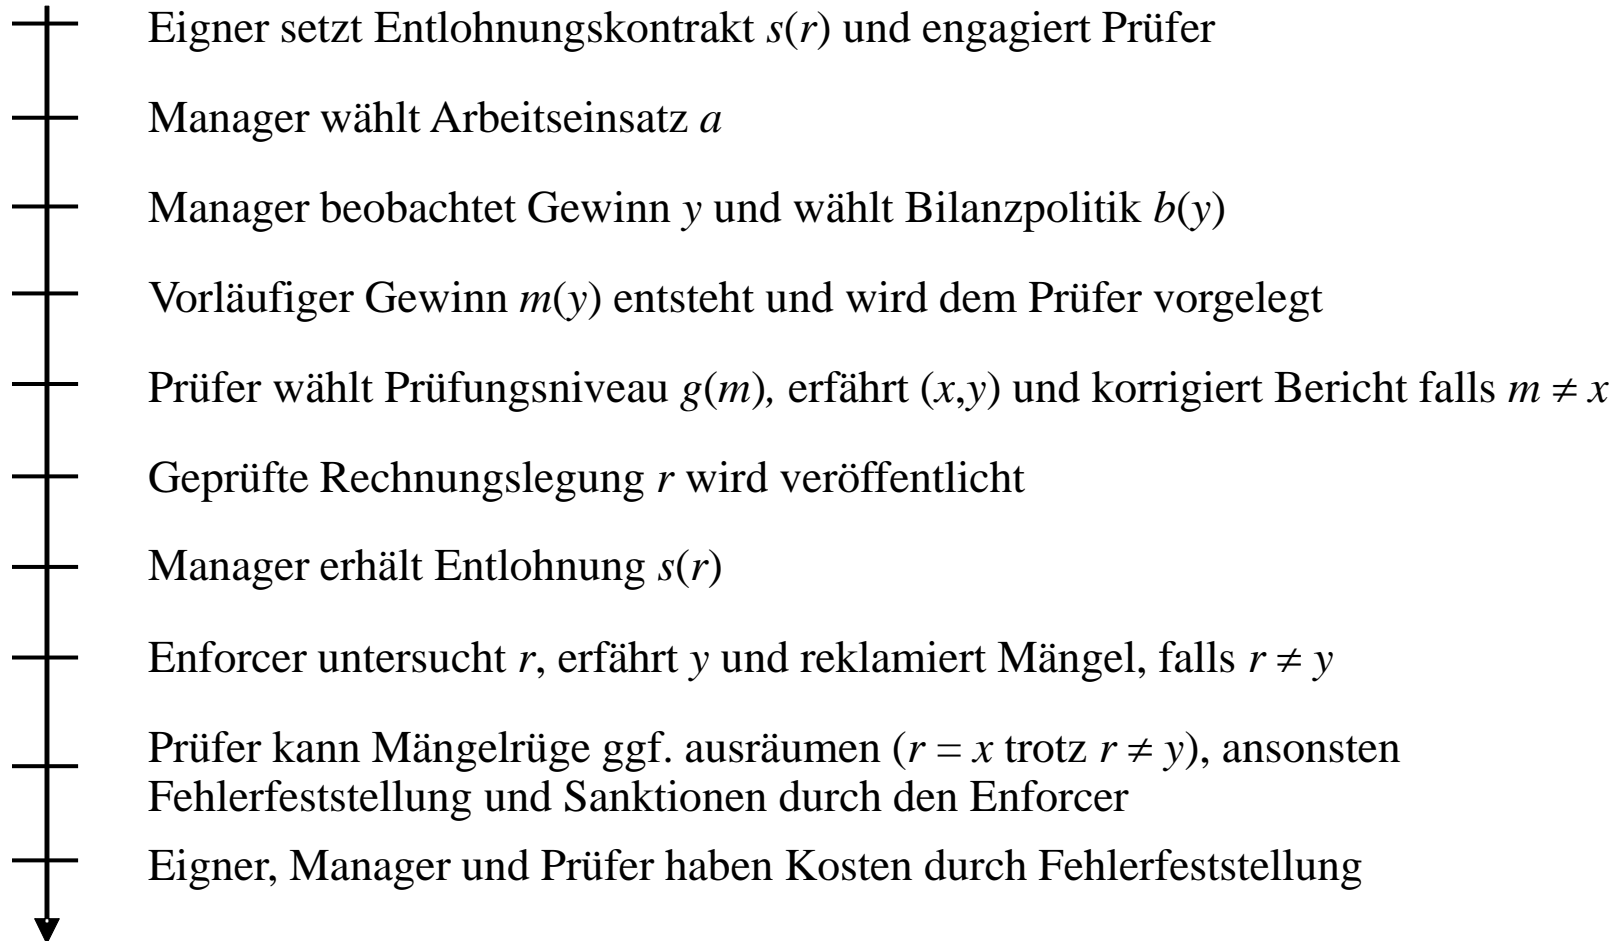 Eigner setzt Entlohnungskontrakt s(r) und engagiert Prüfer
Manager wählt Arbeitseinsatz a
Manager beobachtet Gewinn y und wählt Bilanzpolitik b(y)
Vorläufiger Gewinn m(y) entsteht und wird dem Prüfer vorgelegt
Prüfer wählt Prüfungsniveau g(m), erfährt (x,y) und korrigiert Bericht falls m ≠ x
Geprüfte Rechnungslegung r wird veröffentlicht
Manager erhält Entlohnung s(r)
Enforcer untersucht r, erfährt y und reklamiert Mängel, falls r ≠ y
Prüfer kann Mängelrüge ggf. ausräumen (r = x trotz r ≠ y), ansonsten
Fehlerfeststellung und Sanktionen durch den Enforcer
Eigner, Manager und Prüfer haben Kosten durch Fehlerfeststellung